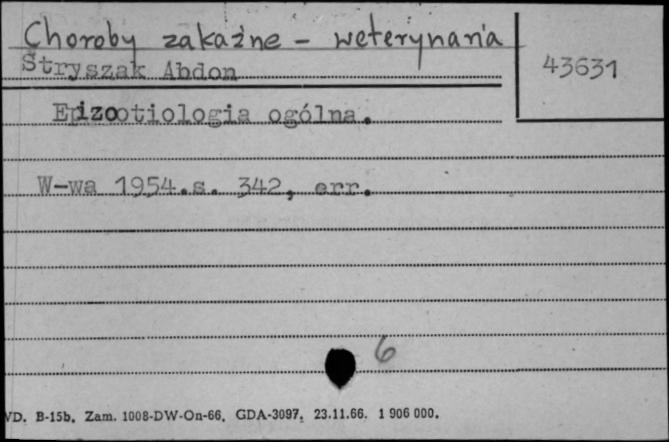 Choroby zakaźne - weterynaria
43631
Stryszak Abdon
Epizootiologia ogólna.
W-wa 1954.s. 342, err.
6
VD. B-15b. Zam. 1008-DW-On-66. GDA-3097. 23.11.66. 1 906 000.